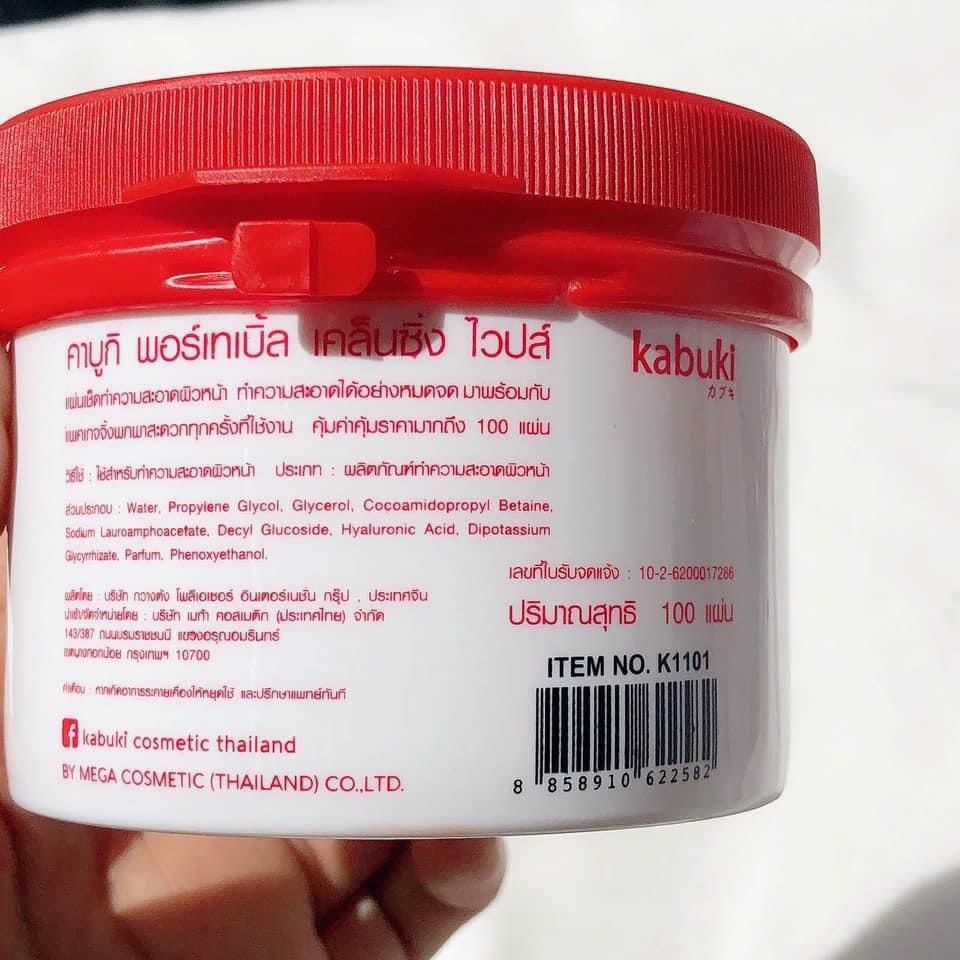 คาบูกิ พอร์เทเบิ้ล เคล็นซิ่ง ไวปส์
kabuki
カブキ
แผ่นเช็ดทำความสะอาดผิวหน้า ทำความสะอาดได้อย่างหมดจด มาพร้อมกับ
แพคเกจจิ้งพกพาสะดวกทุกครั้งที่ใช้งาน คุ้มค่าคุ้มราคามากถึง 100 แผ่น
วิธีใช้ : ใช้สำหรับทำความสะอาดผิวหน้า ประเภท : ผลิตภัณฑ์ทำความสะอาดผิวหน้า
ส่วนประกอบ : Water, Propylene Glycol, Glycerol, Cocoamidopropyl Betaine,
Sodium Lauroamphoacetate, Decyl Glucoside, Hyaluronic Acid, Dipotassium
Glycyrrhizate, Parfum, Phenoxyethanol.
ผลิตโดย : บริษัท กวางตัง โพลีเอเซอร์ อินเตอร์เนชั่น กรุ๊ป , ประเทศจีน
นำเข้า/จัดจำหน่ายโดย : บริษัท เมก้า คอสเมติก (ประเทศไทย) จำกัด
143/387 ถนนบรมราชชนนี แขวงอรุณอมรินทร์
เขตบางกอกน้อย กรุงเทพฯ 10700
คำเตือน : หากเกิดอาการระคายเคืองให้หยุดใช้ และปรึกษาแพทย์ทันที
f kabuki cosmetic thailand
BY MEGA COSMETIC (THAILAND) CO.,LTD.
เลขที่ใบรับจดแจ้ง : 10-2-6200017286
ปริมาณสุทธิ 100 แผ่น
ITEM NO. K1101
8 858910 622582